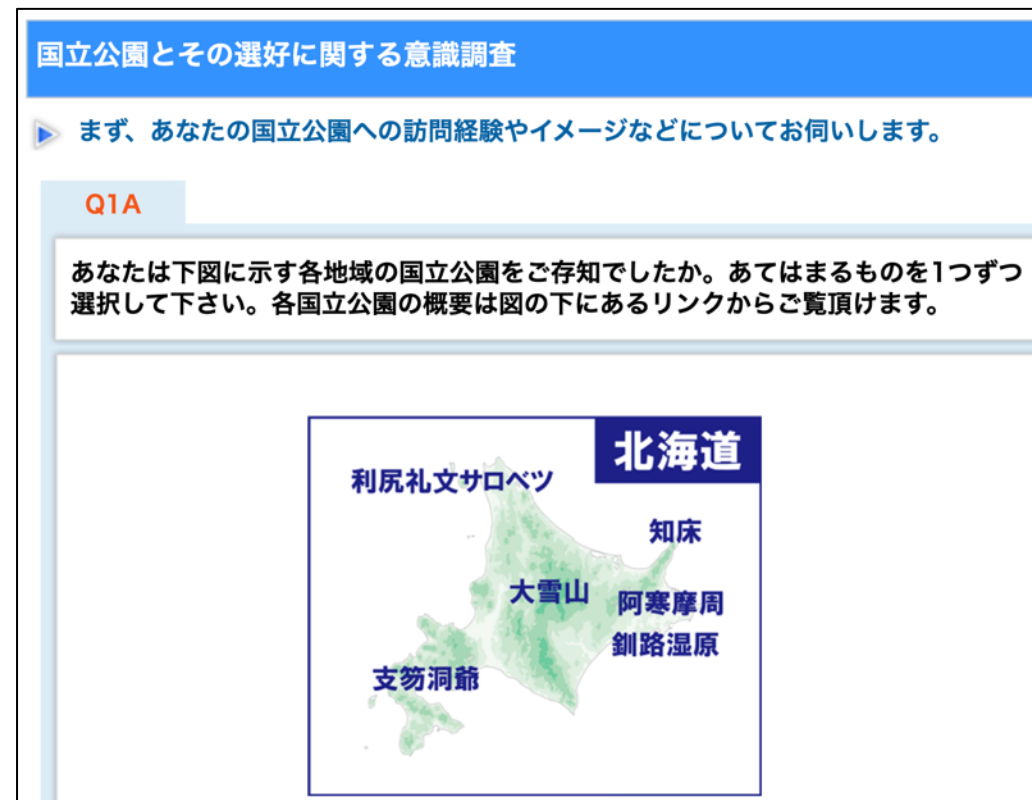 国立公園とその選好に関する意識調査
まず、あなたの国立公園への訪問経験やイメージなどについてお伺いします。
Q1A
あなたは下図に示す各地域の国立公園をご存知でしたか。あてはまるものを1つずつ
選択して下さい。各国立公園の概要は図の下にあるリンクからご覧頂けます。
北海道
利尻礼文サロベツ
知床
大雪山
阿寒摩周
釧路湿原
支笏洞爺